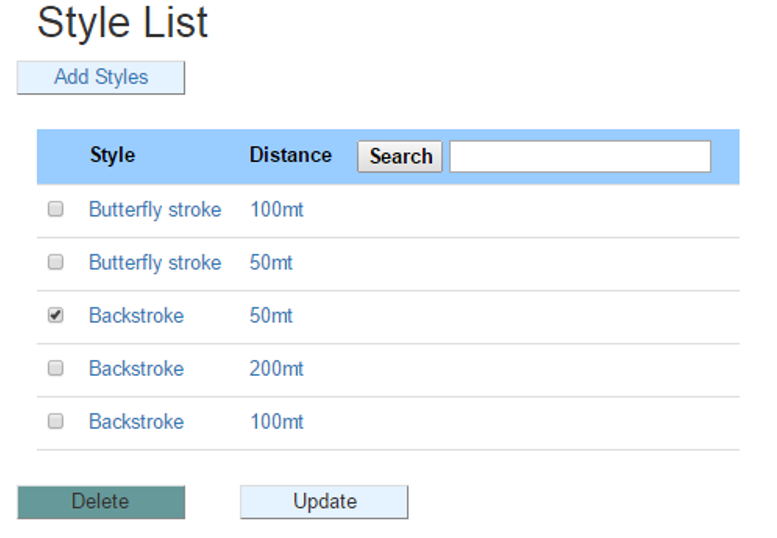 Style List
Add Styles
Style Distance Search
Butterfly stroke 100mt
Butterfly stroke 50mt
Backstroke 50mt
Backstroke 200mt
Backstroke 100mt
Delete Update